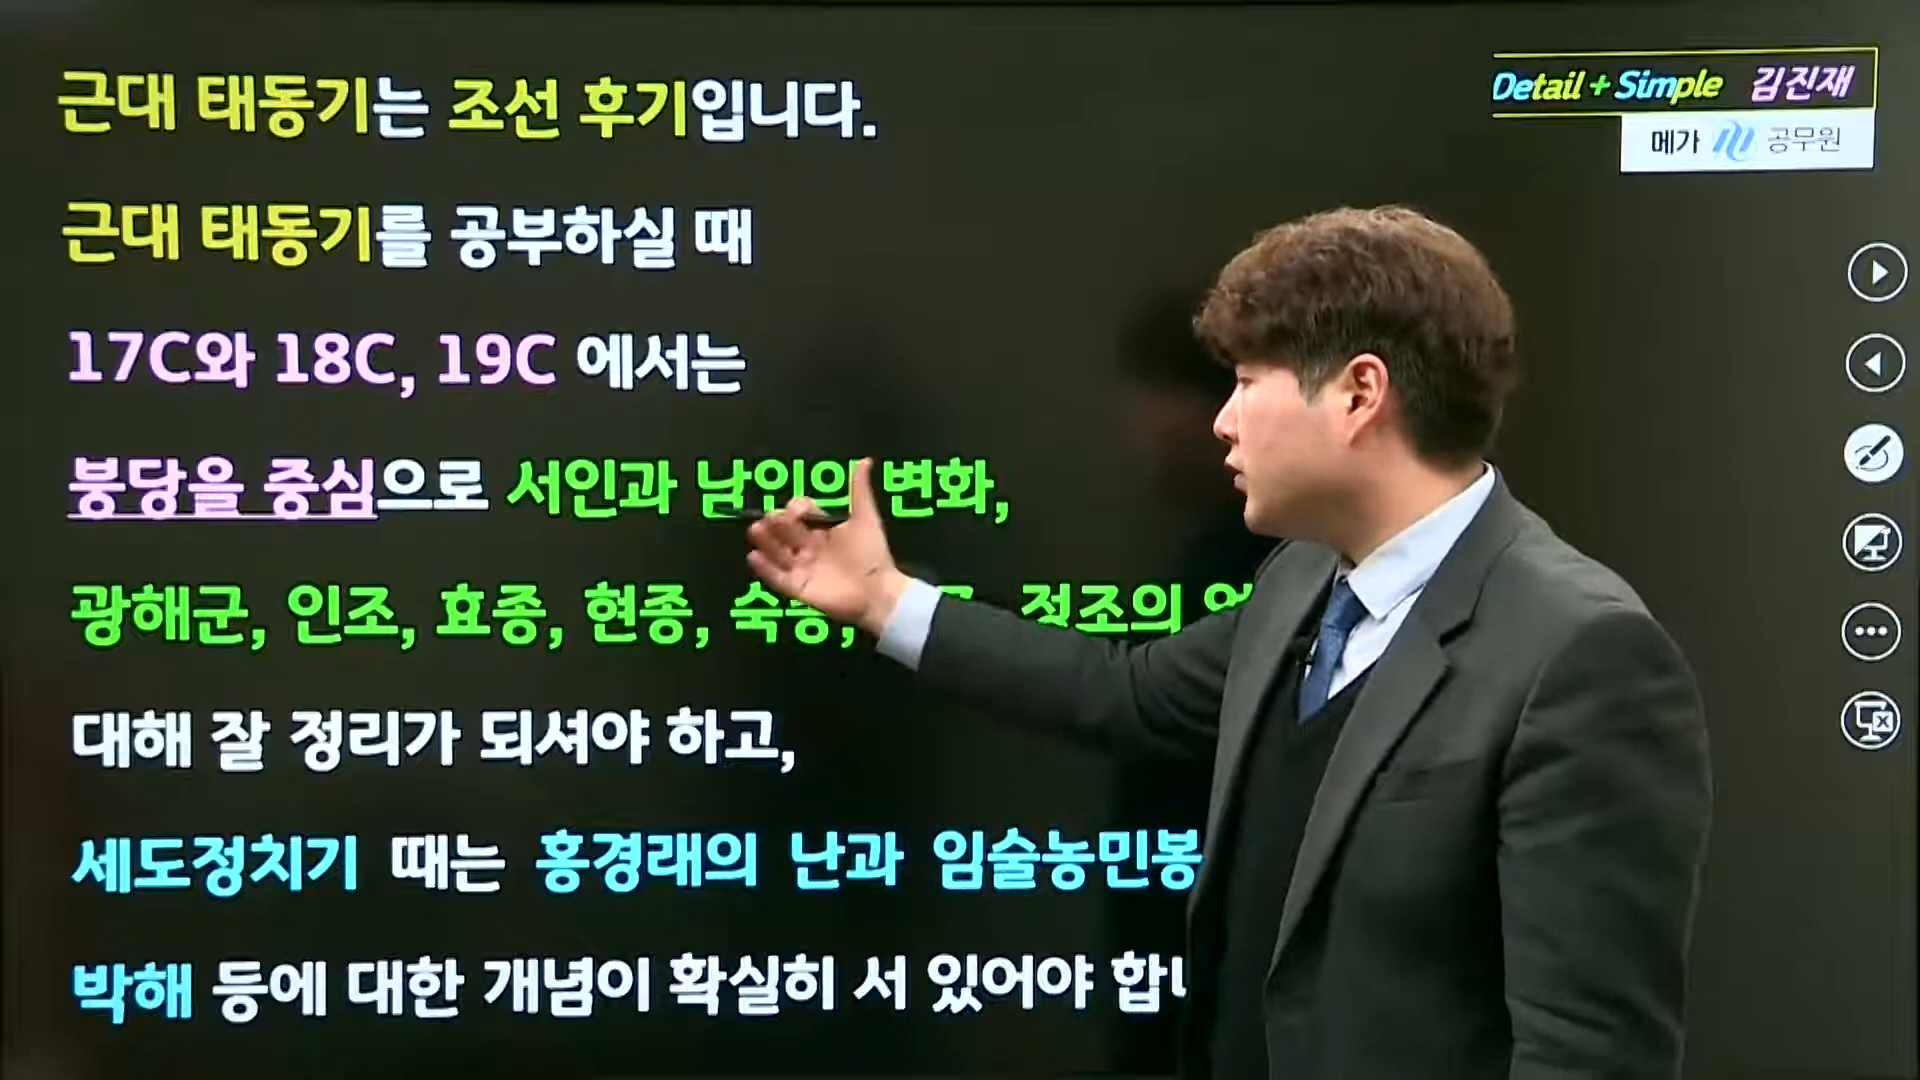 근대 태동기는 조선 후기입니다.
Detail + Simple 김진재
메가 공무원
근대 태동기를 공부하실 때
17C와 18C, 19C 에서는
붕당을 중심으로 서인과 남인의 변화,
광해군, 인조, 효종, 현종, 숙종, 정조의
대해 잘 정리가 되셔야 하고,
세도정치기 때는 홍경래의 난과 임술농민봉
박해 등에 대한 개념이 확실히 서 있어야